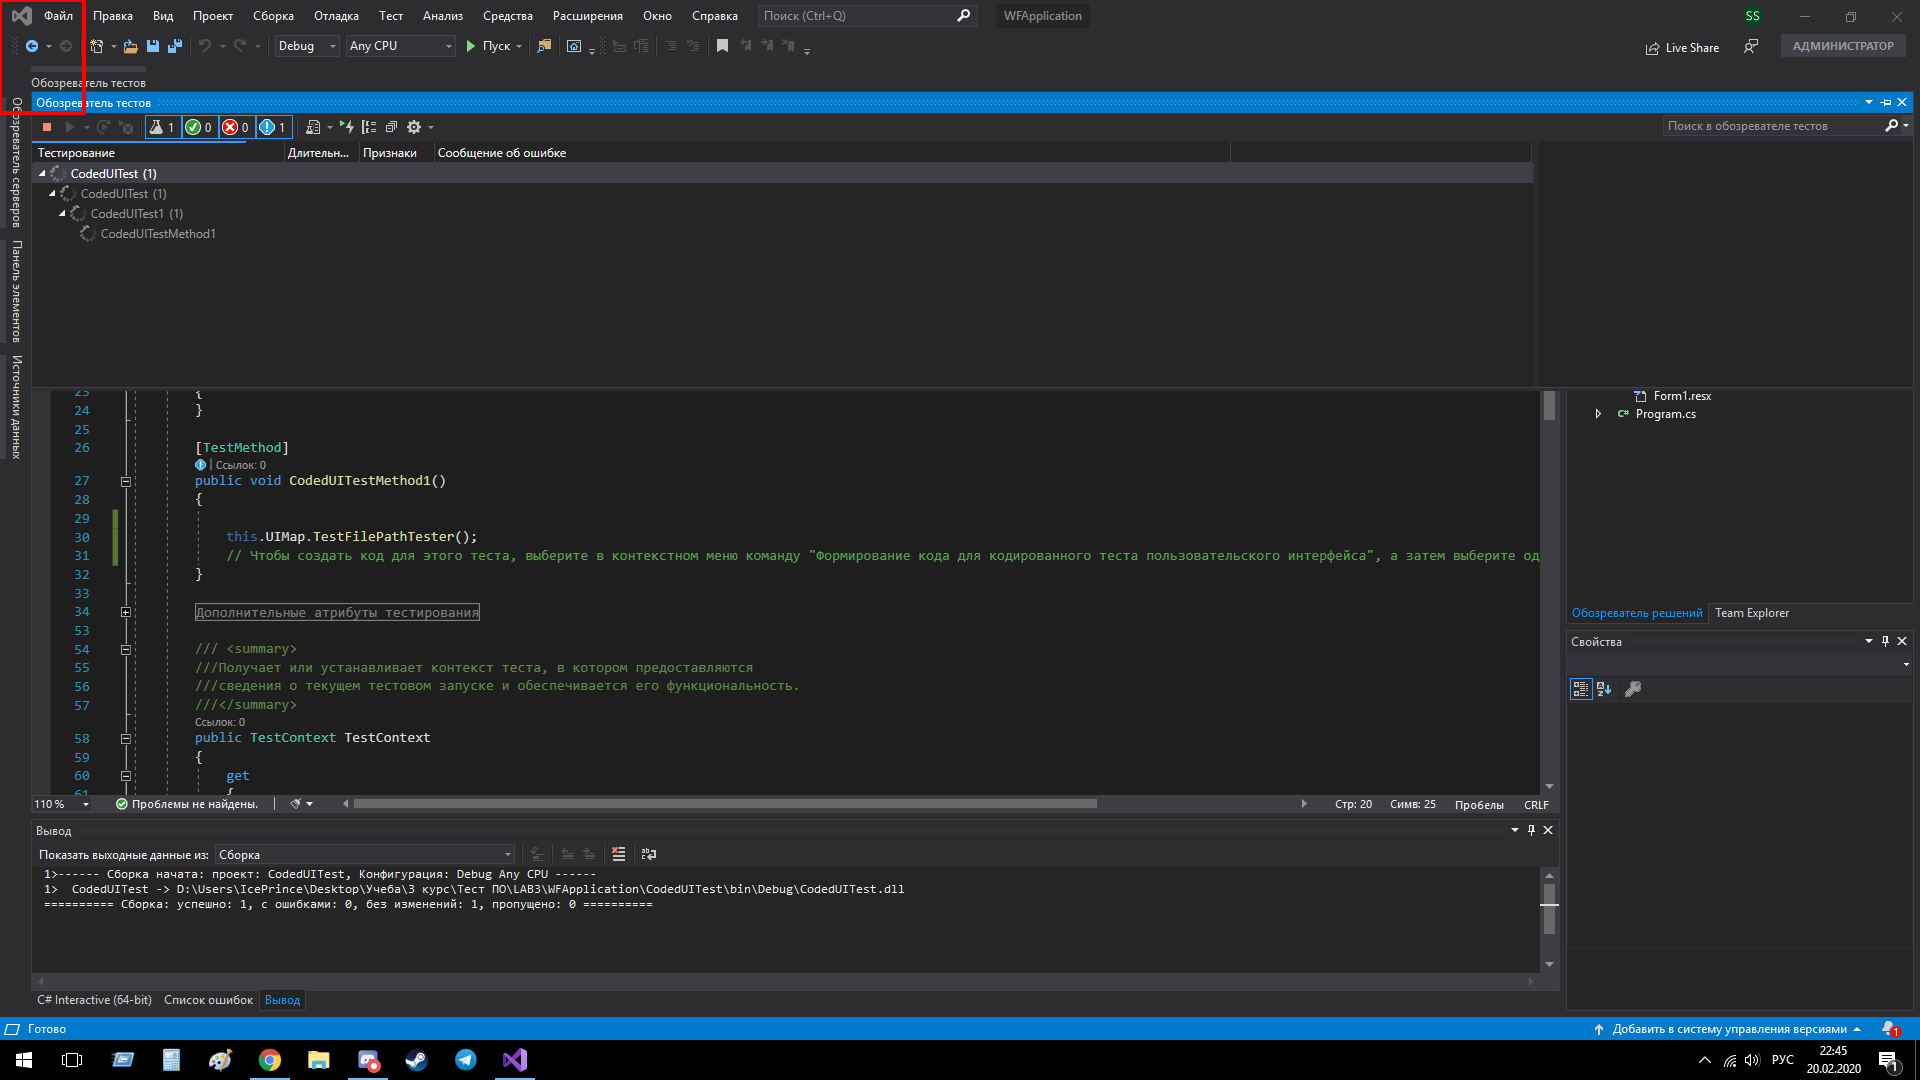 Файл Правка Вид Проект Сборка Отладка Тест Анализ Средства Расширения Окно Справка Поиск (Ctrl+Q) WFApplication SS
Debug Any CPU Пуск Live Share АДМИНИСТРАТОР
Обозреватель тестов
Обозреватель тестов
1 0 0 1 Поиск в обозревателе тестов
Тестирование Длительн... Признаки Сообщение об ошибке
CodedUITest (1)
CodedUITest (1)
CodedUITest1 (1)
CodedUITestMethod1
Обозреватель серверов
Панель элементов
Источники данных
23 {
24 }
25
26 [TestMethod]
Ссылок: 0
27 public void CodedUITestMethod1()
28 {
29
30 this.UIMap.TestFilePathTester();
31 // Чтобы создать код для этого теста, выберите в контекстном меню команду "Формирование кода для кодированного теста пользовательского интерфейса", а затем выберите од
32 }
33
34 Дополнительные атрибуты тестирования
53
54 /// <summary>
55 ///Получает или устанавливает контекст теста, в котором предоставляются
56 ///сведения о текущем тестовом запуске и обеспечивается его функциональность.
57 ///</summary>
Ссылок: 0
58 public TestContext TestContext
59 {
60 get
61 {
110 % Проблемы не найдены. Стр: 20 Симв: 25 Пробелы CRLF
Form1.resx
C# Program.cs
Обозреватель решений Team Explorer
Свойства
Вывод
Показать выходные данные из: Сборка
1>------ Сборка начата: проект: CodedUITest, Конфигурация: Debug Any CPU ------
1> CodedUITest -> D:\Users\IcePrince\Desktop\Учеба\3 курс\Тест ПО\LAB3\WFApplication\CodedUITest\bin\Debug\CodedUITest.dll
========== Сборка: успешно: 1, с ошибками: 0, без изменений: 1, пропущено: 0 ==========
C# Interactive (64-bit) Список ошибок Вывод
Готово Добавить в систему управления версиями 1
РУС 22:45 1
20.02.2020